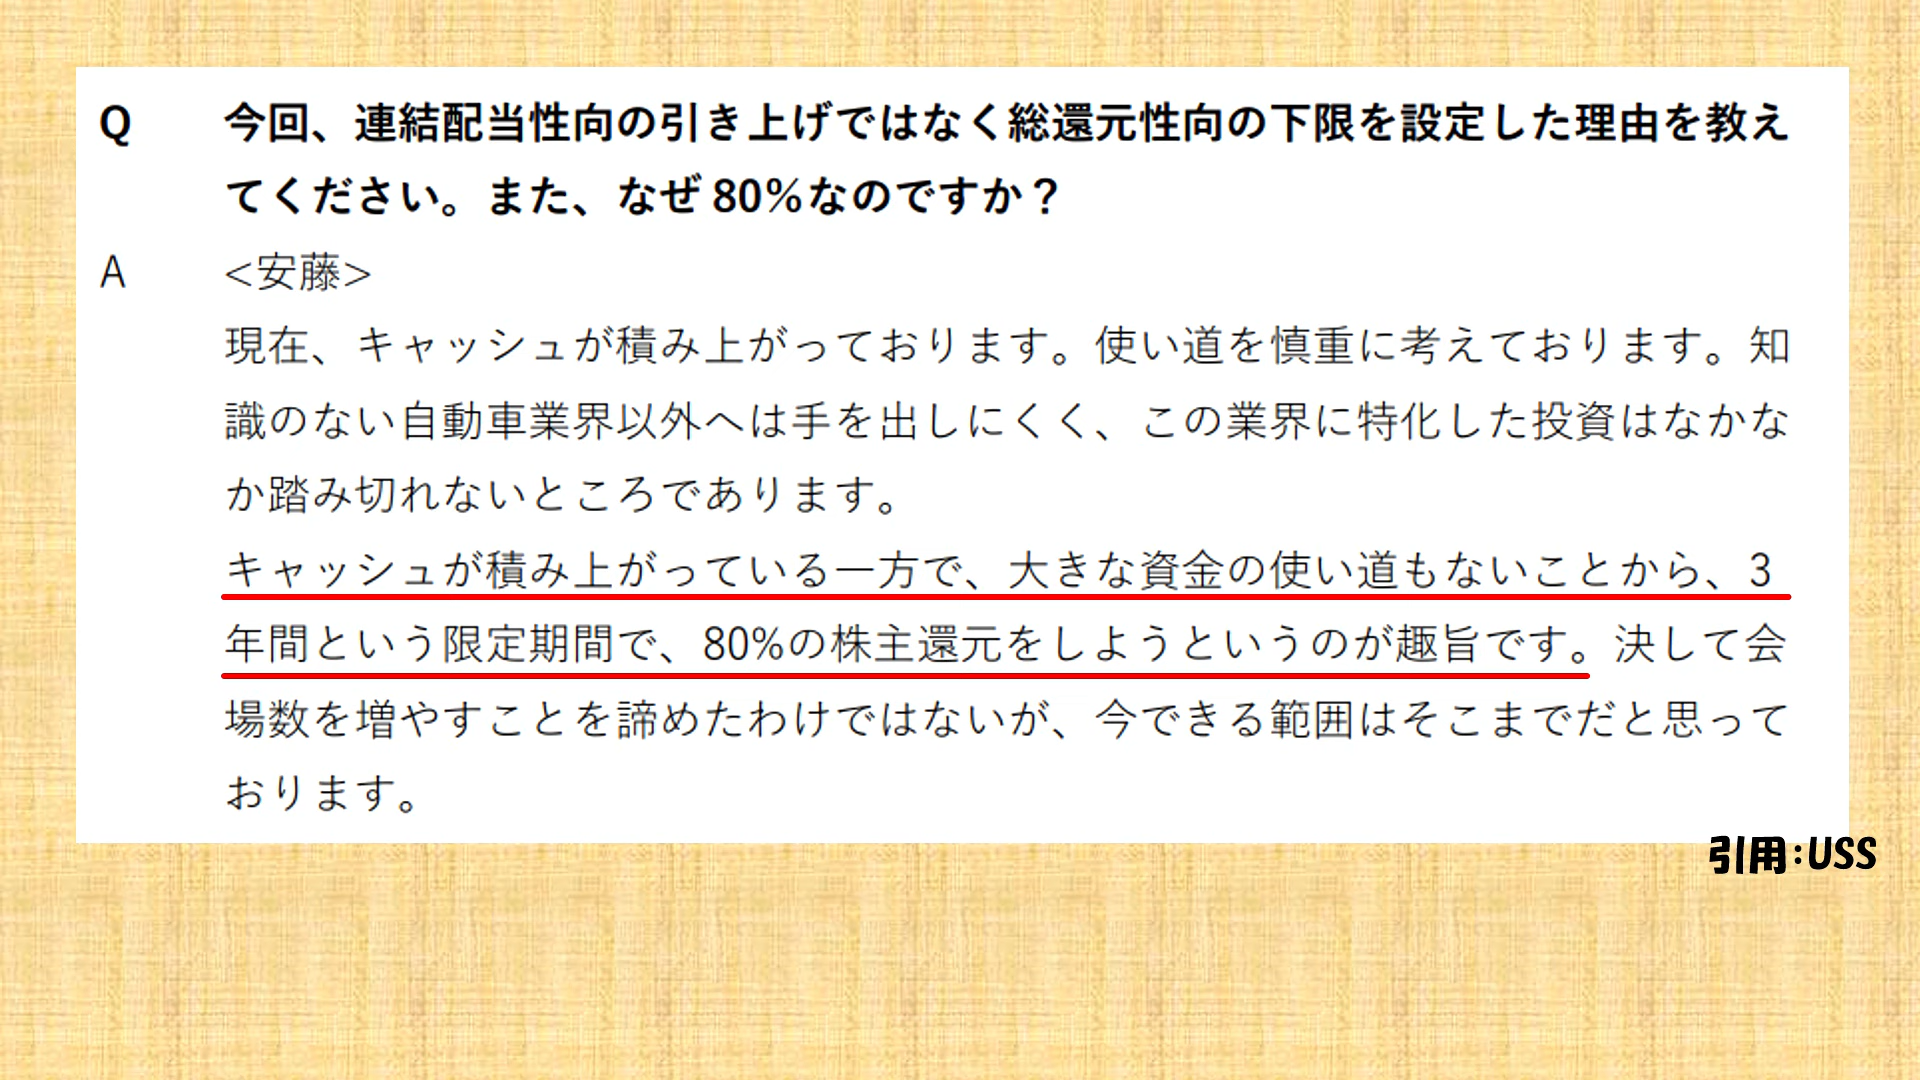 Q 今回、連結配当性向の引き上げではなく総還元性向の下限を設定した理由を教え
てください。また、なぜ 80%なのですか？
A <安藤>
現在、キャッシュが積み上がっております。使い道を慎重に考えております。知
識のない自動車業界以外へは手を出しにくく、この業界に特化した投資はなかな
か踏み切れないところであります。
キャッシュが積み上がっている一方で、大きな資金の使い道もないことから、3
年間という限定期間で、80%の株主還元をしようというのが趣旨です。決して会
場数を増やすことを諦めたわけではないが、今できる範囲はそこまでだと思って
おります。
引用:USS